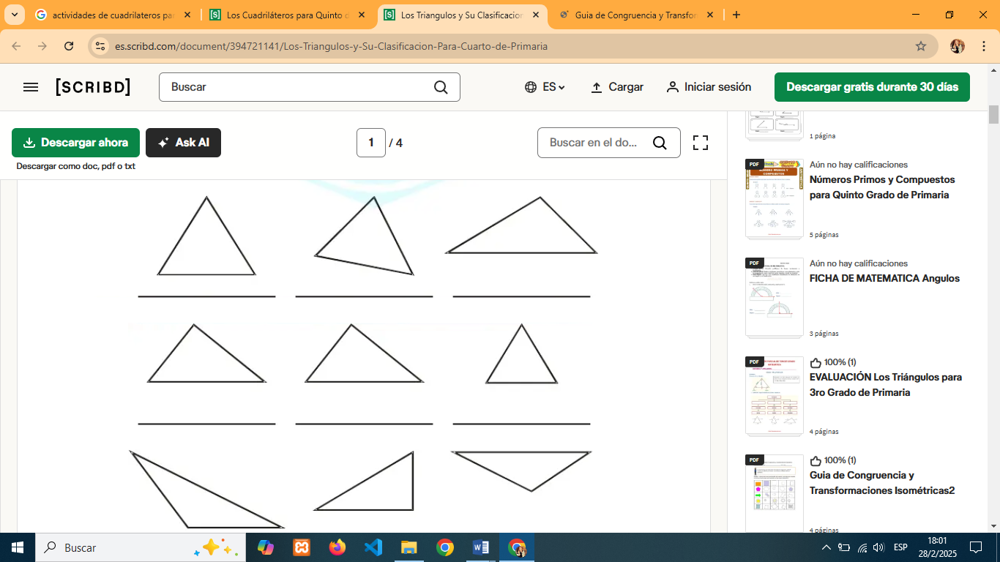 actividades de cuadrilateros pa
Los Cuadriláteros para Quinto d
Los Triangulos y Su Clasificacion
Guia de Congruencia y Transfor
es.scribd.com/document/394721141/Los-Triangulos-y-Su-Clasificacion-Para-Cuarto-de-Primaria
[SCRIBD]
Buscar
ES
Cargar
Iniciar sesión
Descargar gratis durante 30 días
Descargar ahora
Ask AI
1 / 4
Buscar en el do...
Descargar como doc, pdf o txt
1 página
PDF
Aún no hay calificaciones
Números Primos y Compuestos
para Quinto Grado de Primaria
5 páginas
PDF
Aún no hay calificaciones
FICHA DE MATEMATICA Angulos
3 páginas
PDF
100% (1)
EVALUACIÓN Los Triángulos para
3ro Grado de Primaria
4 páginas
PDF
100% (1)
Guia de Congruencia y
Transformaciones Isométricas2
4 páginas
Buscar
ESP
18:01
28/2/2025